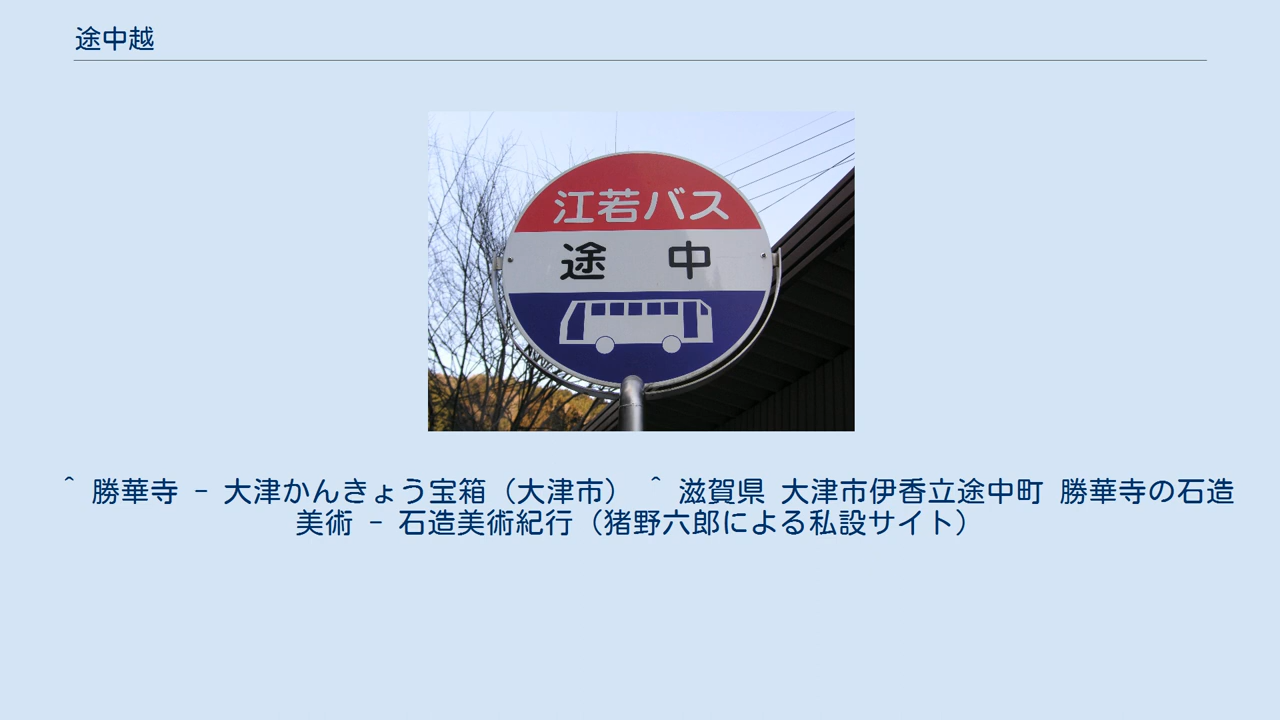 途中越
江若バス
途 中
^ 勝華寺 - 大津かんきょう宝箱（大津市） ^ 滋賀県 大津市伊香立途中町 勝華寺の石造
美術 - 石造美術紀行（猪野六郎による私設サイト）